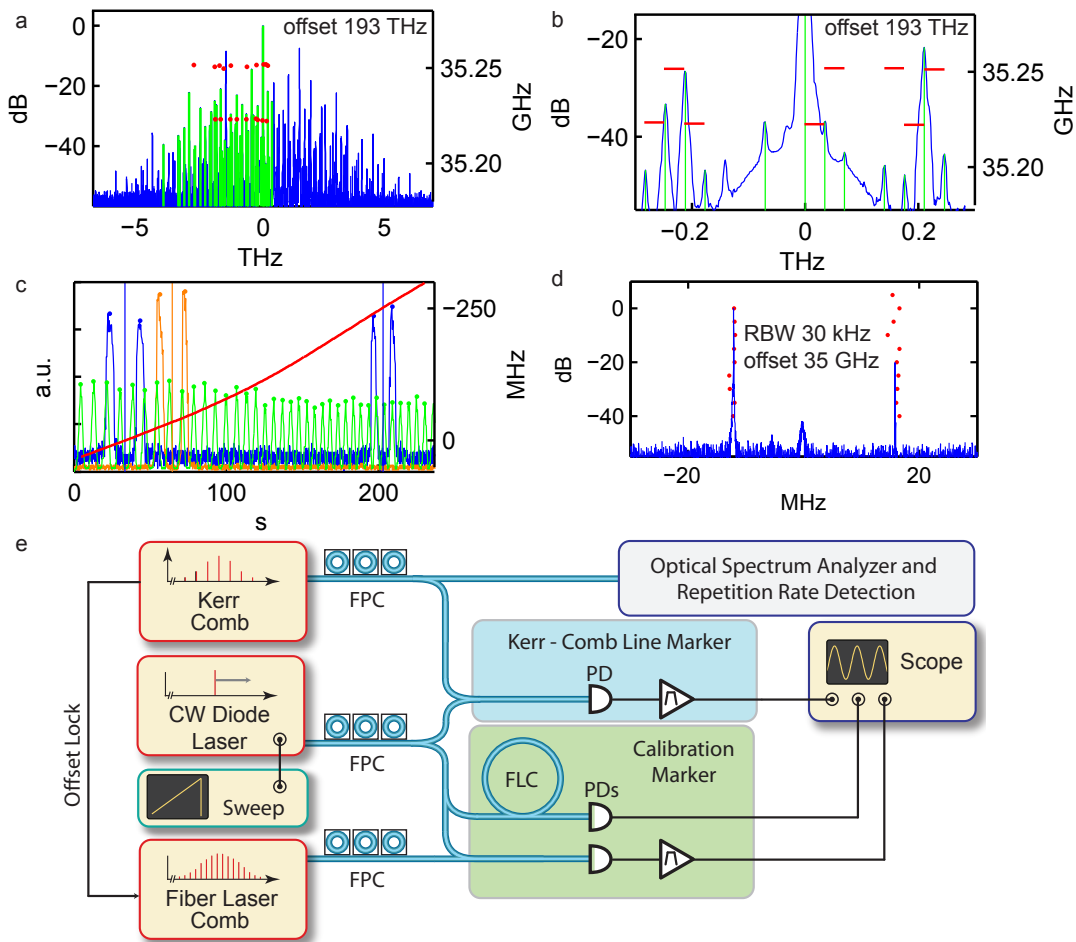 a
offset 193 THz
0
−20
−40
dB
35.25
35.20
GHz
−5
0
5
THz
b
offset 193 THz
−20
−40
dB
35.25
35.20
GHz
−0.2
0
0.2
THz
c
a.u.
−250
0
MHz
0
100
200
s
d
RBW 30 kHz
offset 35 GHz
0
−20
−40
dB
−20
20
MHz
e
Kerr
Comb
FPC
Optical Spectrum Analyzer and
Repetition Rate Detection
Kerr - Comb Line Marker
PD
Scope
CW Diode
Laser
FPC
Calibration
Marker
FLC
PDs
Offset Lock
Sweep
FPC
Fiber Laser
Comb